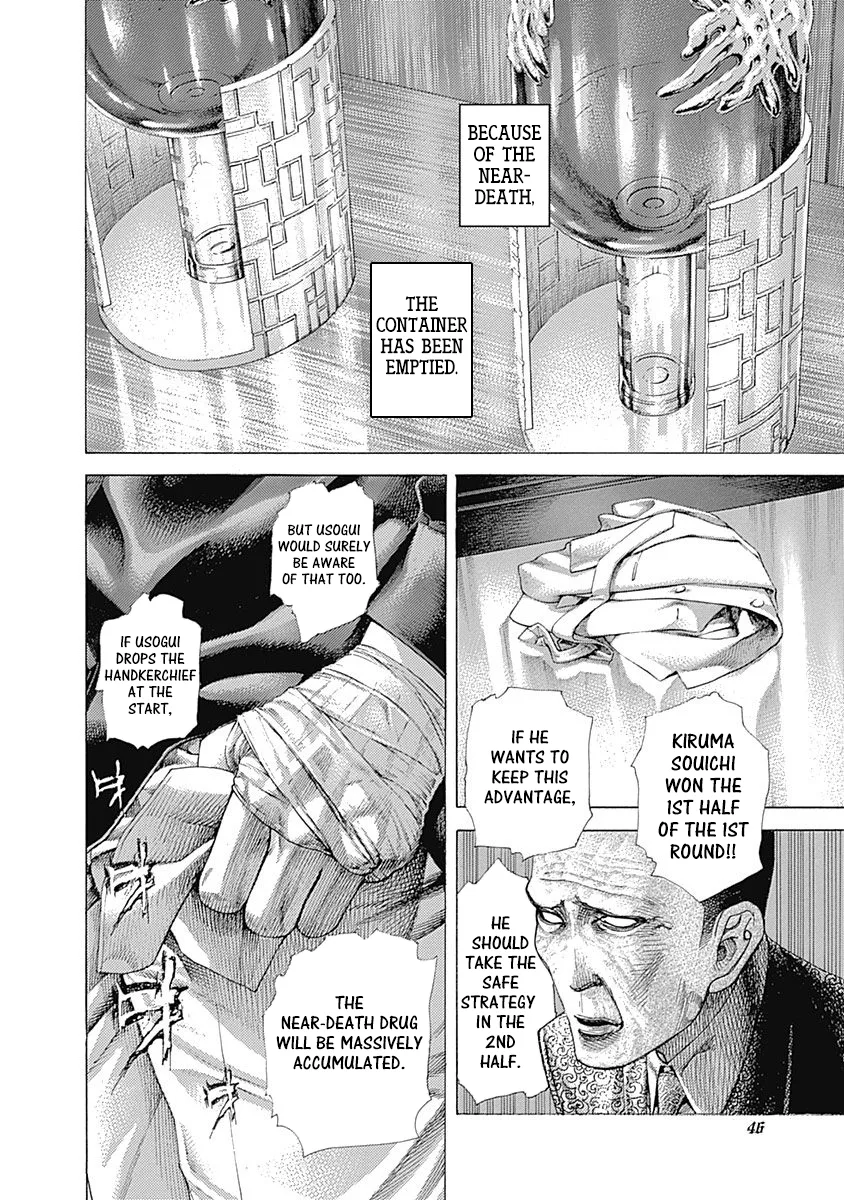 BECAUSE
OF THE
NEAR-
DEATH,
THE
CONTAINER
HAS BEEN
EMPTIED.
KIRUMA
SOUICHI
WON THE
1ST HALF
OF THE 1ST
ROUND!!
IF HE
WANTS TO
KEEP THIS
ADVANTAGE,
HE
SHOULD
TAKE THE
SAFE
STRATEGY
IN THE
2ND
HALF.
BUT USOGUI
WOULD SURELY
BE AWARE
OF THAT TOO.
IF USOGUI
DROPS THE
HANDKERCHIEF
AT THE
START,
THE
NEAR-DEATH DRUG
WILL BE MASSIVELY
ACCUMULATED.
46